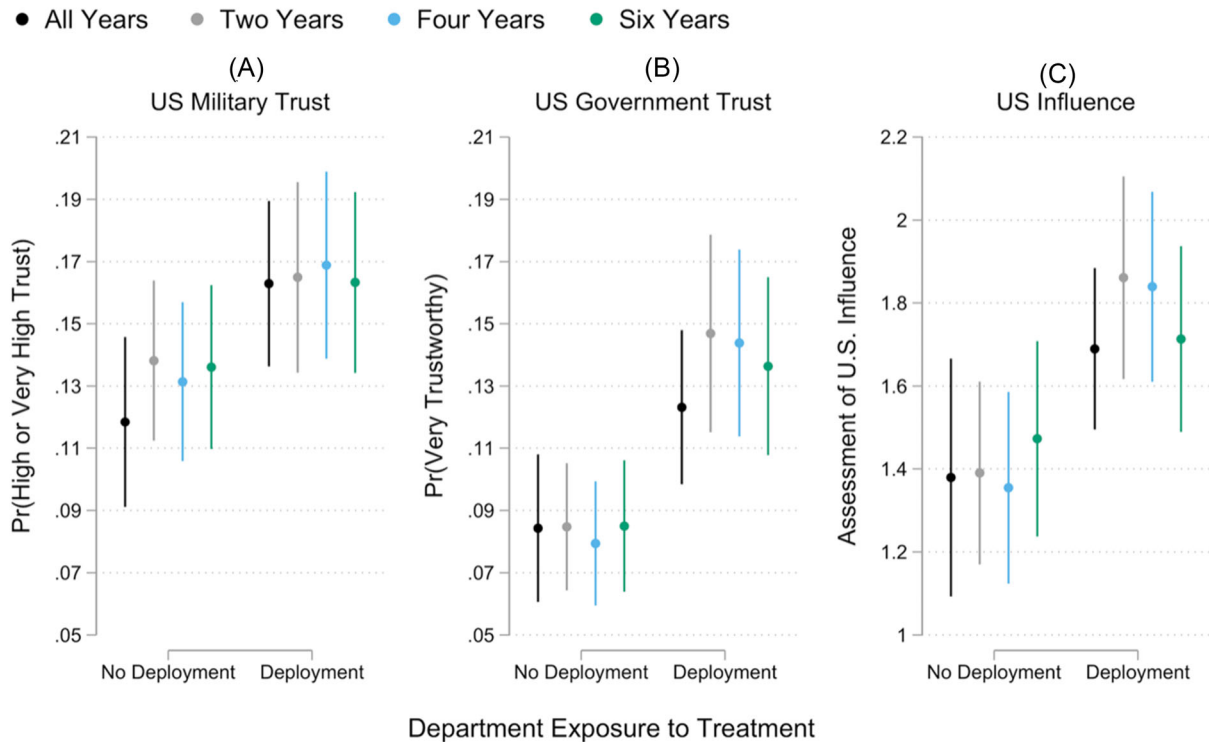 All Years Two Years Four Years Six Years
(A)
US Military Trust
Pr(High or Very High Trust)
.21
.19
.17
.15
.13
.11
.09
.07
.05
No Deployment Deployment
(B)
US Government Trust
Pr(Very Trustworthy)
.21
.19
.17
.15
.13
.11
.09
.07
.05
No Deployment Deployment
(C)
US Influence
Assessment of U.S. Influence
2.2
2
1.8
1.6
1.4
1.2
1
No Deployment Deployment
Department Exposure to Treatment